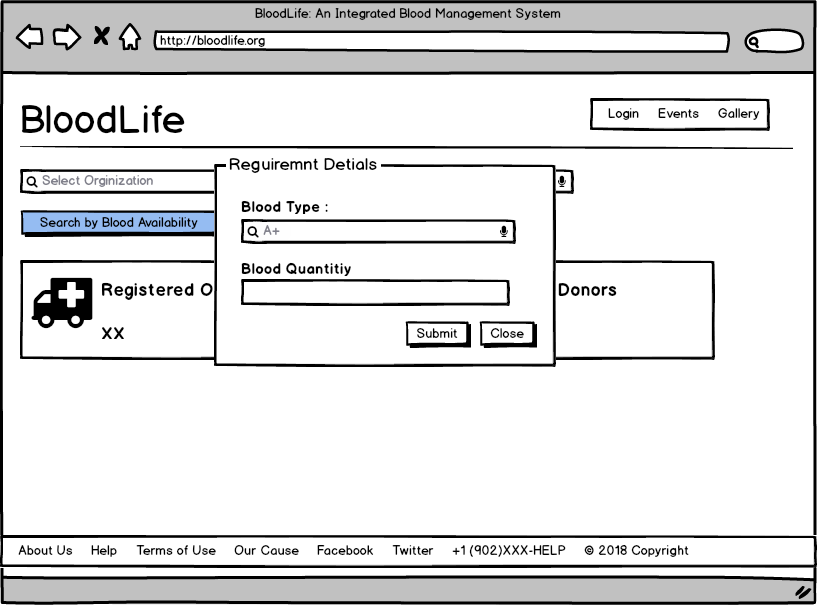 BloodLife: An Integrated Blood Management System
http://bloodlife.org
BloodLife
Login Events Gallery
Select Orginization
Reguiremnt Detials
Blood Type :
Search by Blood Availability
A+
Blood Quantitiy
Registered O
Donors
XX
Submit Close
About Us Help Terms of Use Our Cause Facebook Twitter +1 (902)XXX-HELP © 2018 Copyright